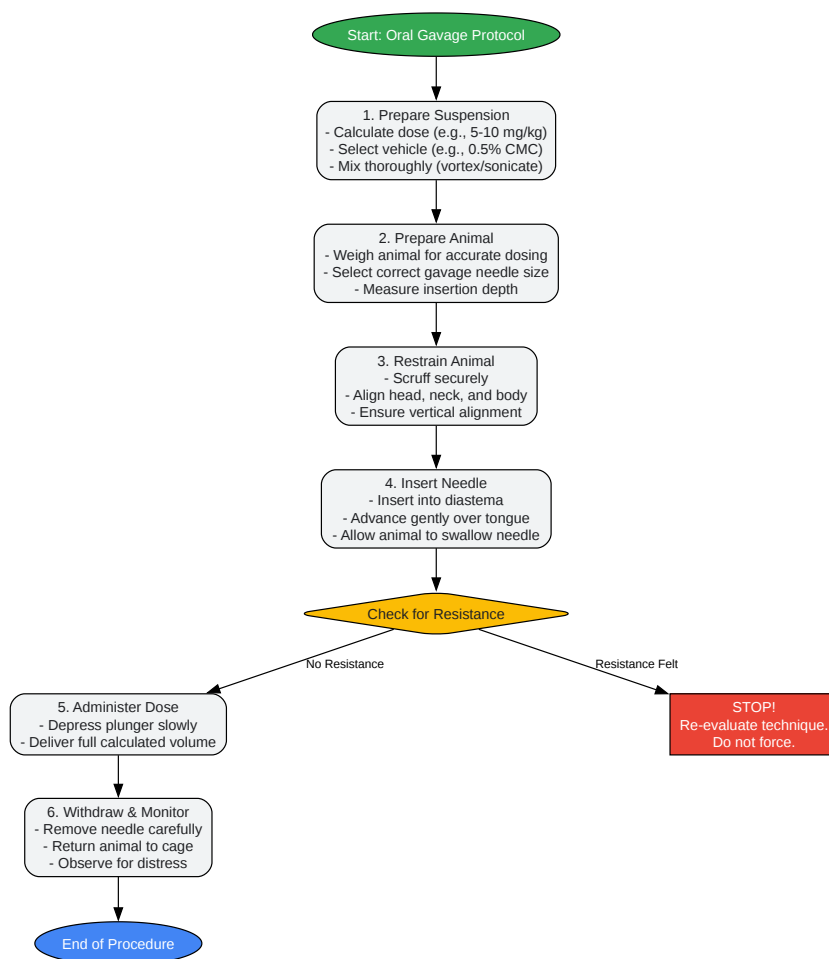 Start: Oral Gavage Protocol
1. Prepare Suspension
- Calculate dose (e.g., 5-10 mg/kg)
- Select vehicle (e.g., 0.5% CMC)
- Mix thoroughly (vortex/sonicate)
2. Prepare Animal
- Weigh animal for accurate dosing
- Select correct gavage needle size
- Measure insertion depth
3. Restrain Animal
- Scruff securely
- Align head, neck, and body
- Ensure vertical alignment
4. Insert Needle
- Insert into diastema
- Advance gently over tongue
- Allow animal to swallow needle
Check for Resistance
No Resistance
Resistance Felt
5. Administer Dose
- Depress plunger slowly
- Deliver full calculated volume
STOP!
Re-evaluate technique.
Do not force.
6. Withdraw & Monitor
- Remove needle carefully
- Return animal to cage
- Observe for distress
End of Procedure